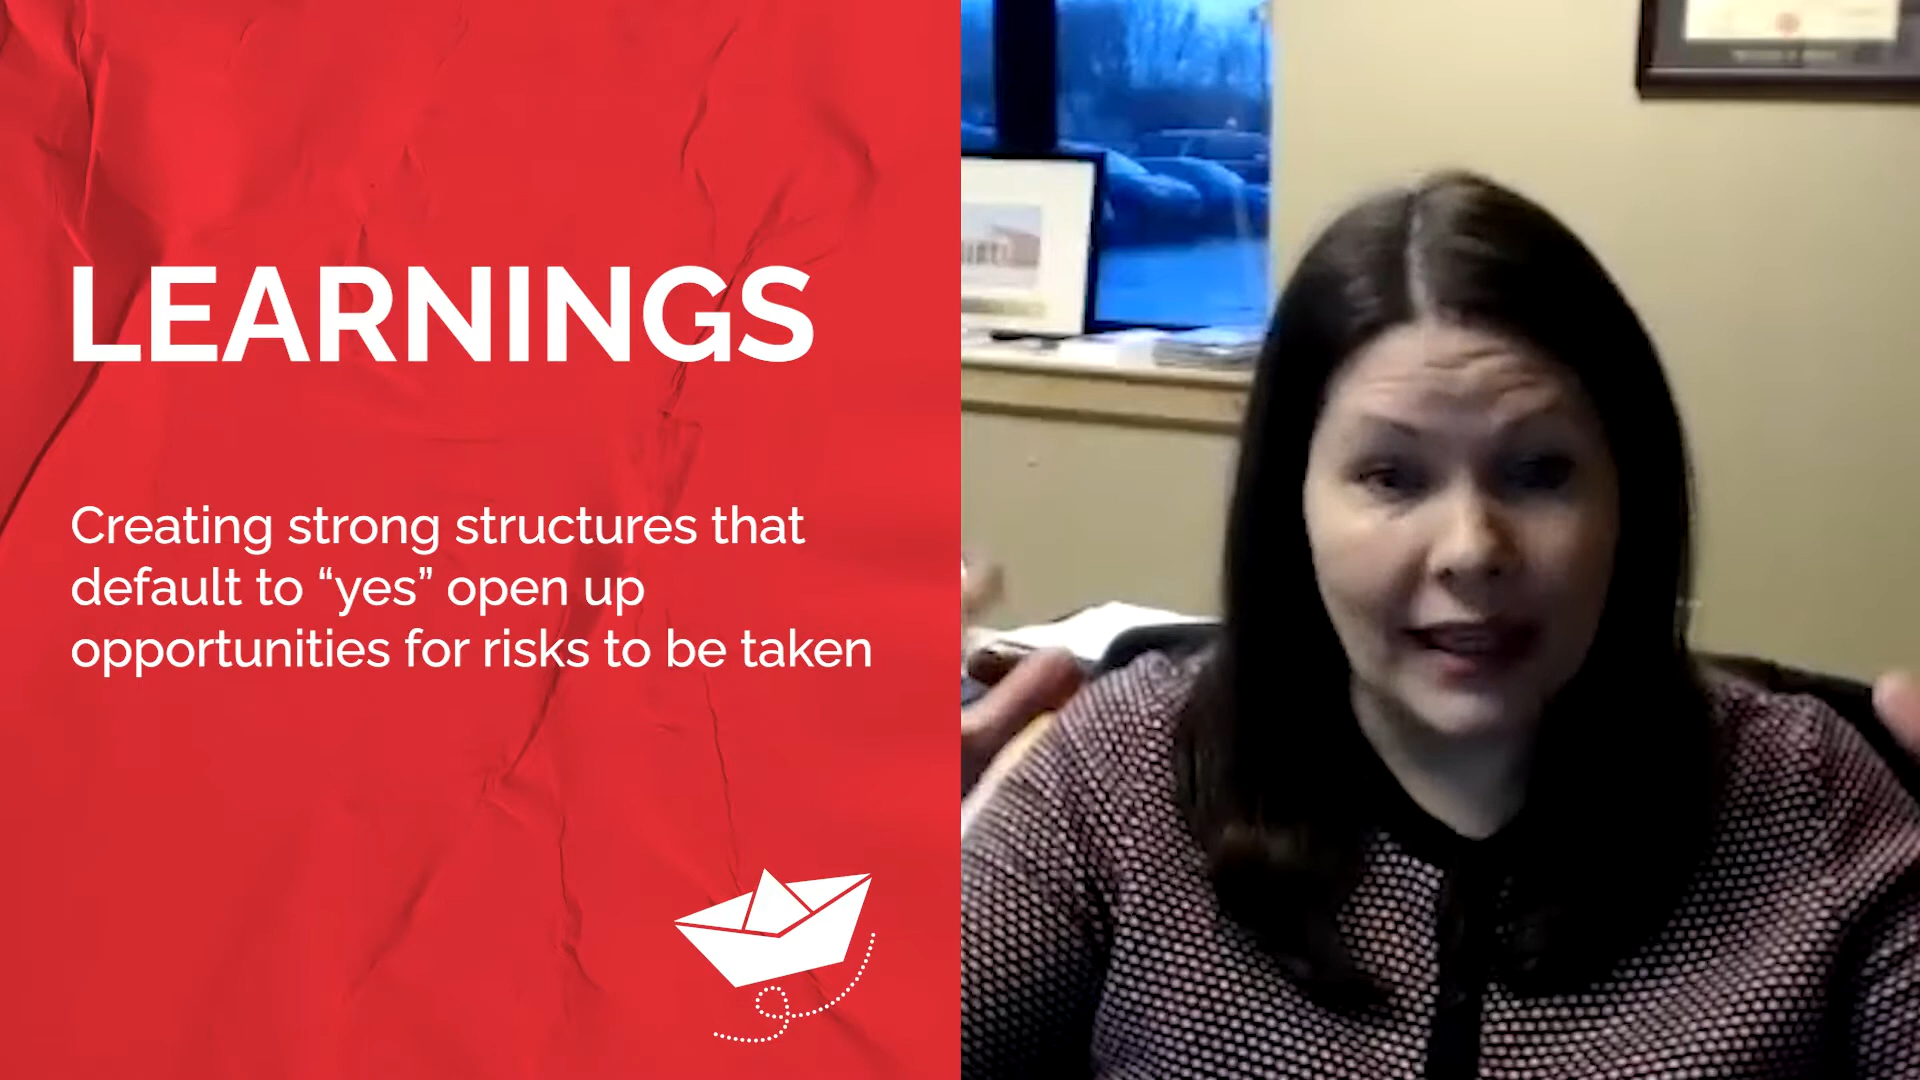 LEARNINGS
Creating strong structures that
default to “yes” open up
opportunities for risks to be taken